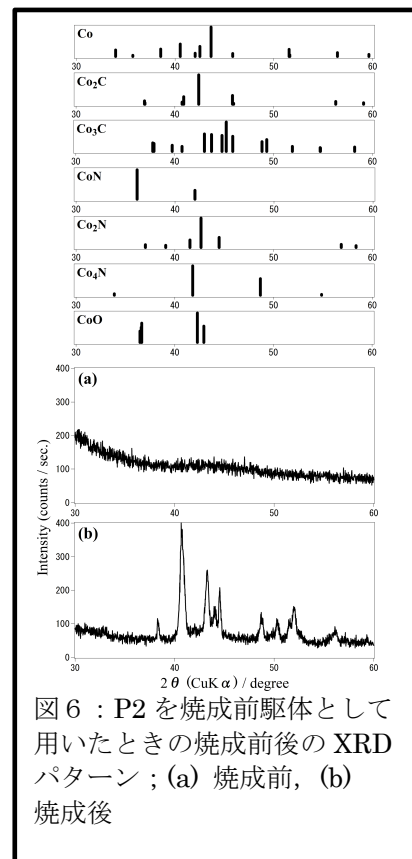 Co
30 40 50 60
Co₂C
30 40 50 60
Co₃C
30 40 50 60
CoN
30 40 50 60
Co₂N
30 40 50 60
Co₄N
30 40 50 60
CoO
30 40 50 60
400
(a)
300
200
100
0
30 40 50 60
400
(b)
300
200
100
0
30 40 50 60
Intensity (counts / sec.)
2 θ (CuK α) / degree
図6：P2を焼成前駆体として
用いたときの焼成前後の XRD
パターン；(a) 焼成前，(b)
焼成後